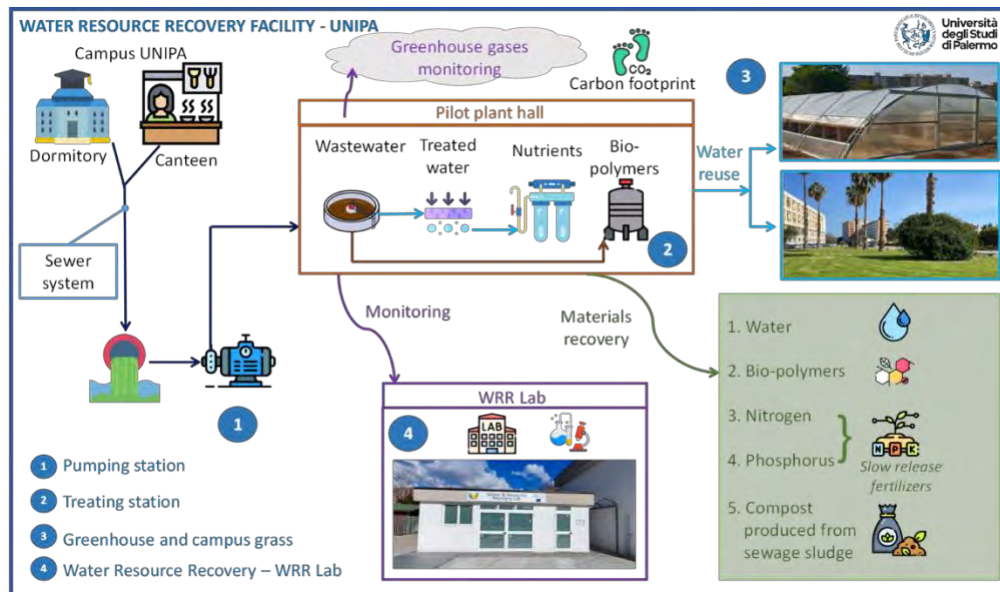 WATER RESOURCE RECOVERY FACILITY - UNIPA
Università
degli Studi
di Palermo
Campus UNIPA
Dormitory
Canteen
Sewer
system
1
Greenhouse gases
monitoring
CO₂
Carbon footprint
Pilot plant hall
Wastewater
Treated
water
Nutrients
Bio-
polymers
2
Water
reuse
3
Monitoring
Materials
recovery
WRR Lab
4
LAB
1. Water
2. Bio-polymers
3. Nitrogen
4. Phosphorus
N P K
Slow release
fertilizers
5. Compost
produced from
sewage sludge
1 Pumping station
2 Treating station
3 Greenhouse and campus grass
4 Water Resource Recovery – WRR Lab